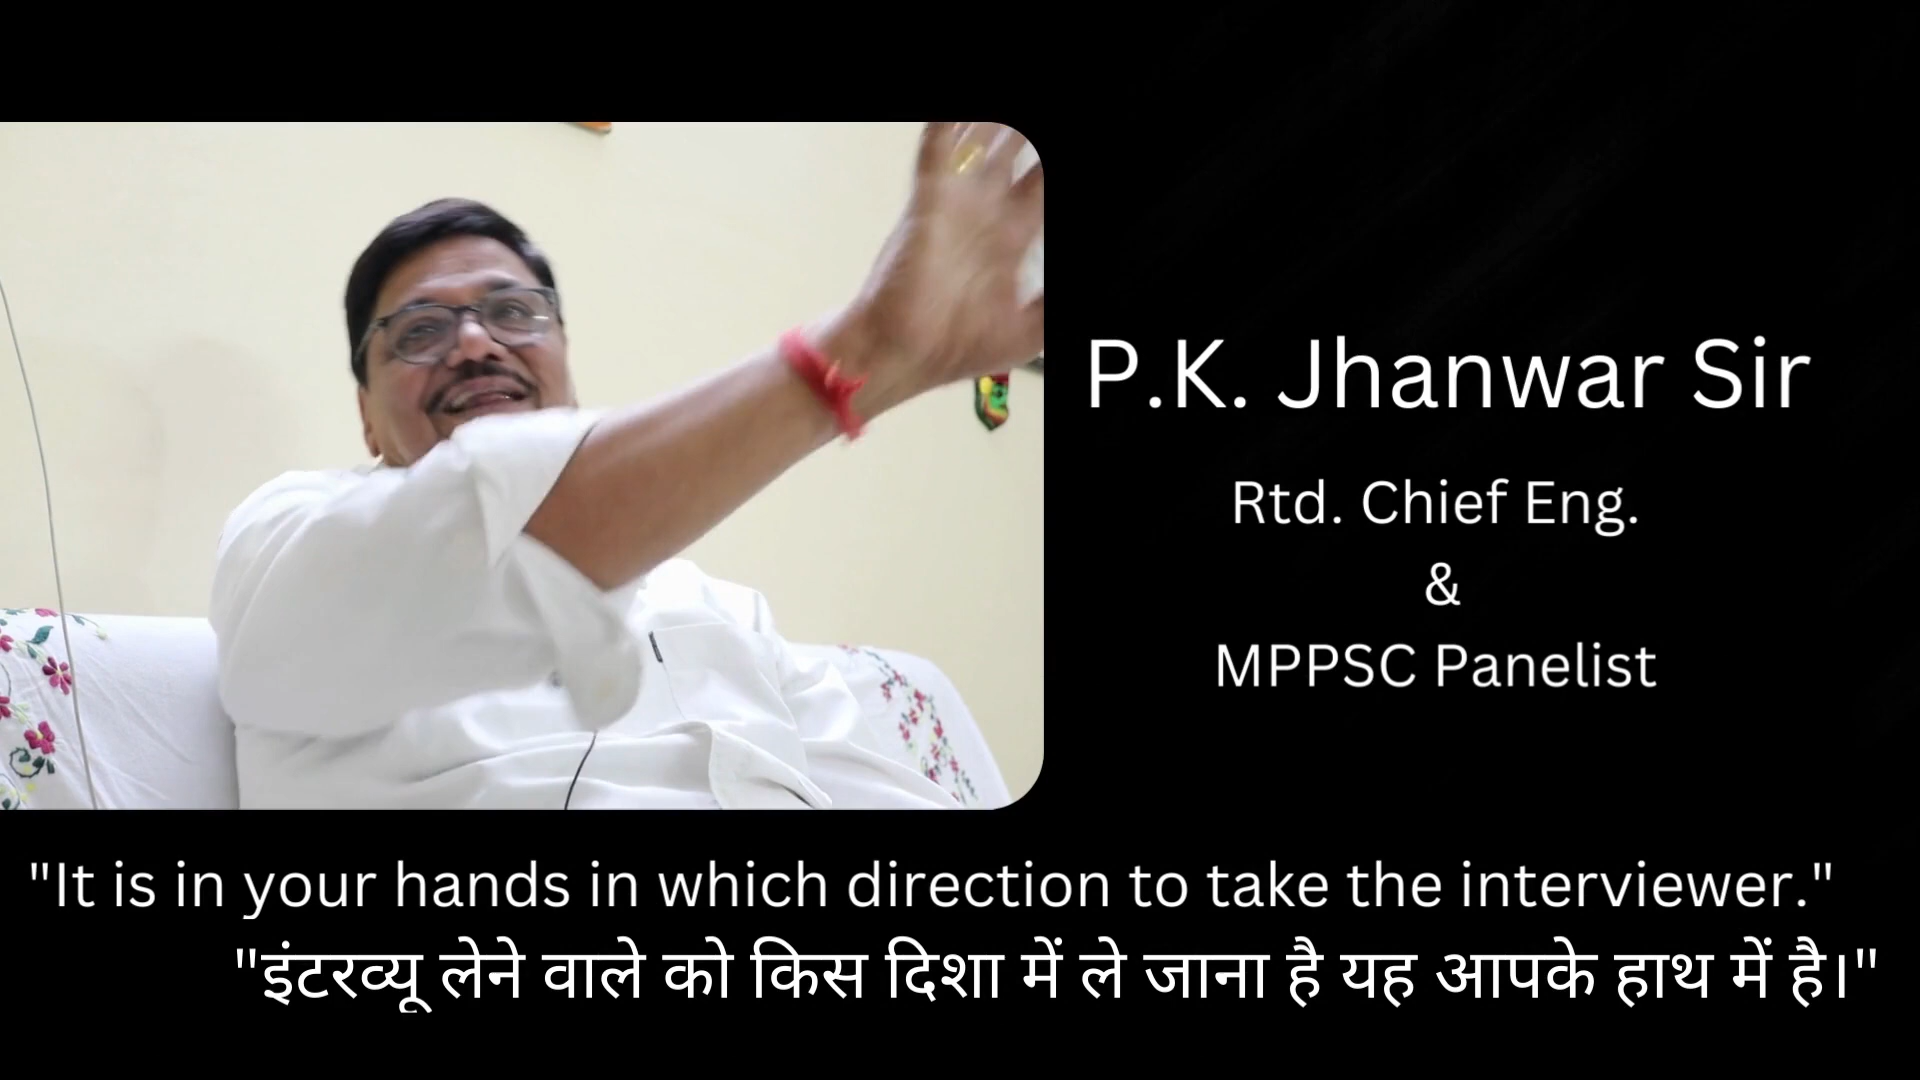 P.K. Jhanwar Sir
Rtd. Chief Eng.
&
MPPSC Panelist
"It is in your hands in which direction to take the interviewer."
"इंटरव्यू लेने वाले को किस दिशा में ले जाना है यह आपके हाथ में है।"